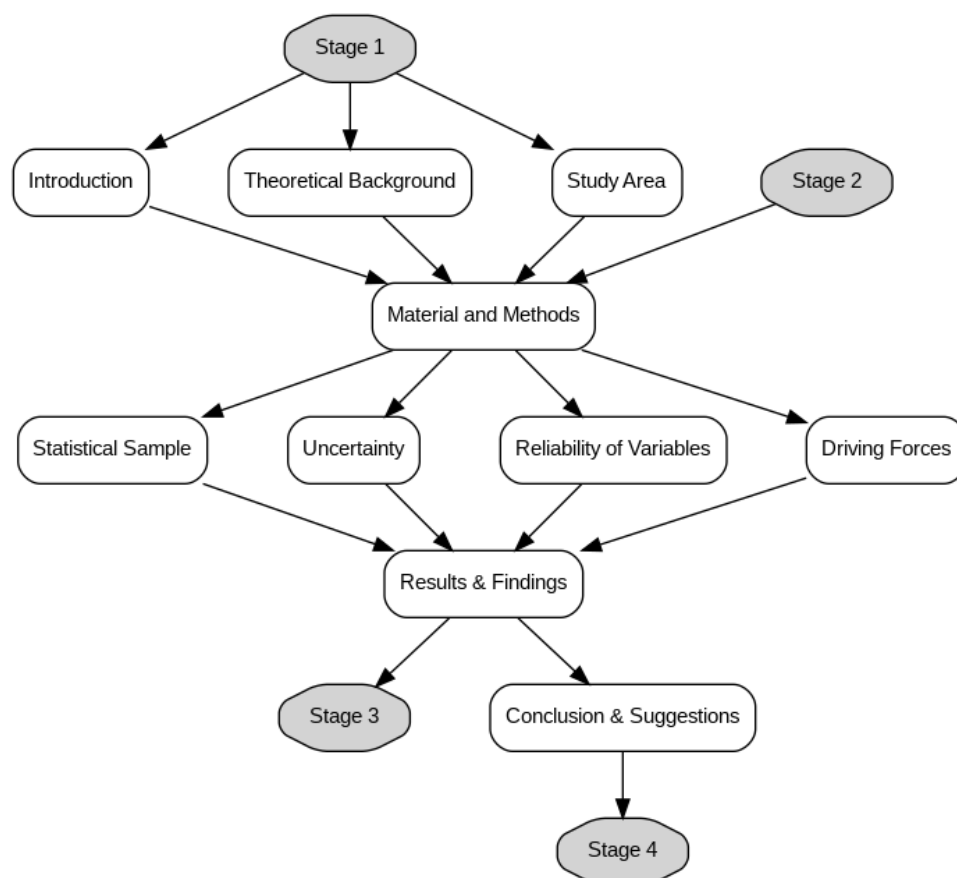 Stage 1
Introduction
Theoretical Background
Study Area
Stage 2
Material and Methods
Statistical Sample
Uncertainty
Reliability of Variables
Driving Forces
Results & Findings
Stage 3
Conclusion & Suggestions
Stage 4